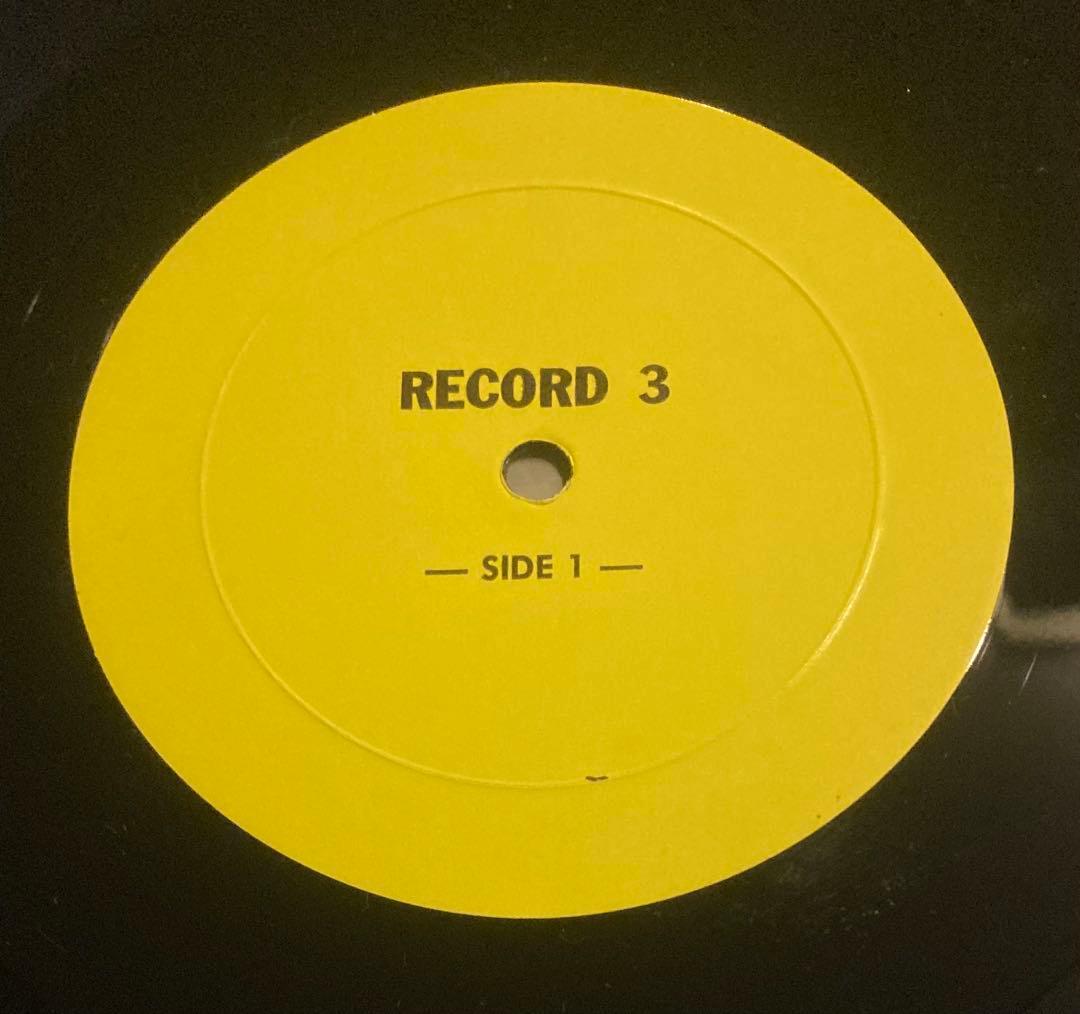 RECORD 3
— SIDE 1 —